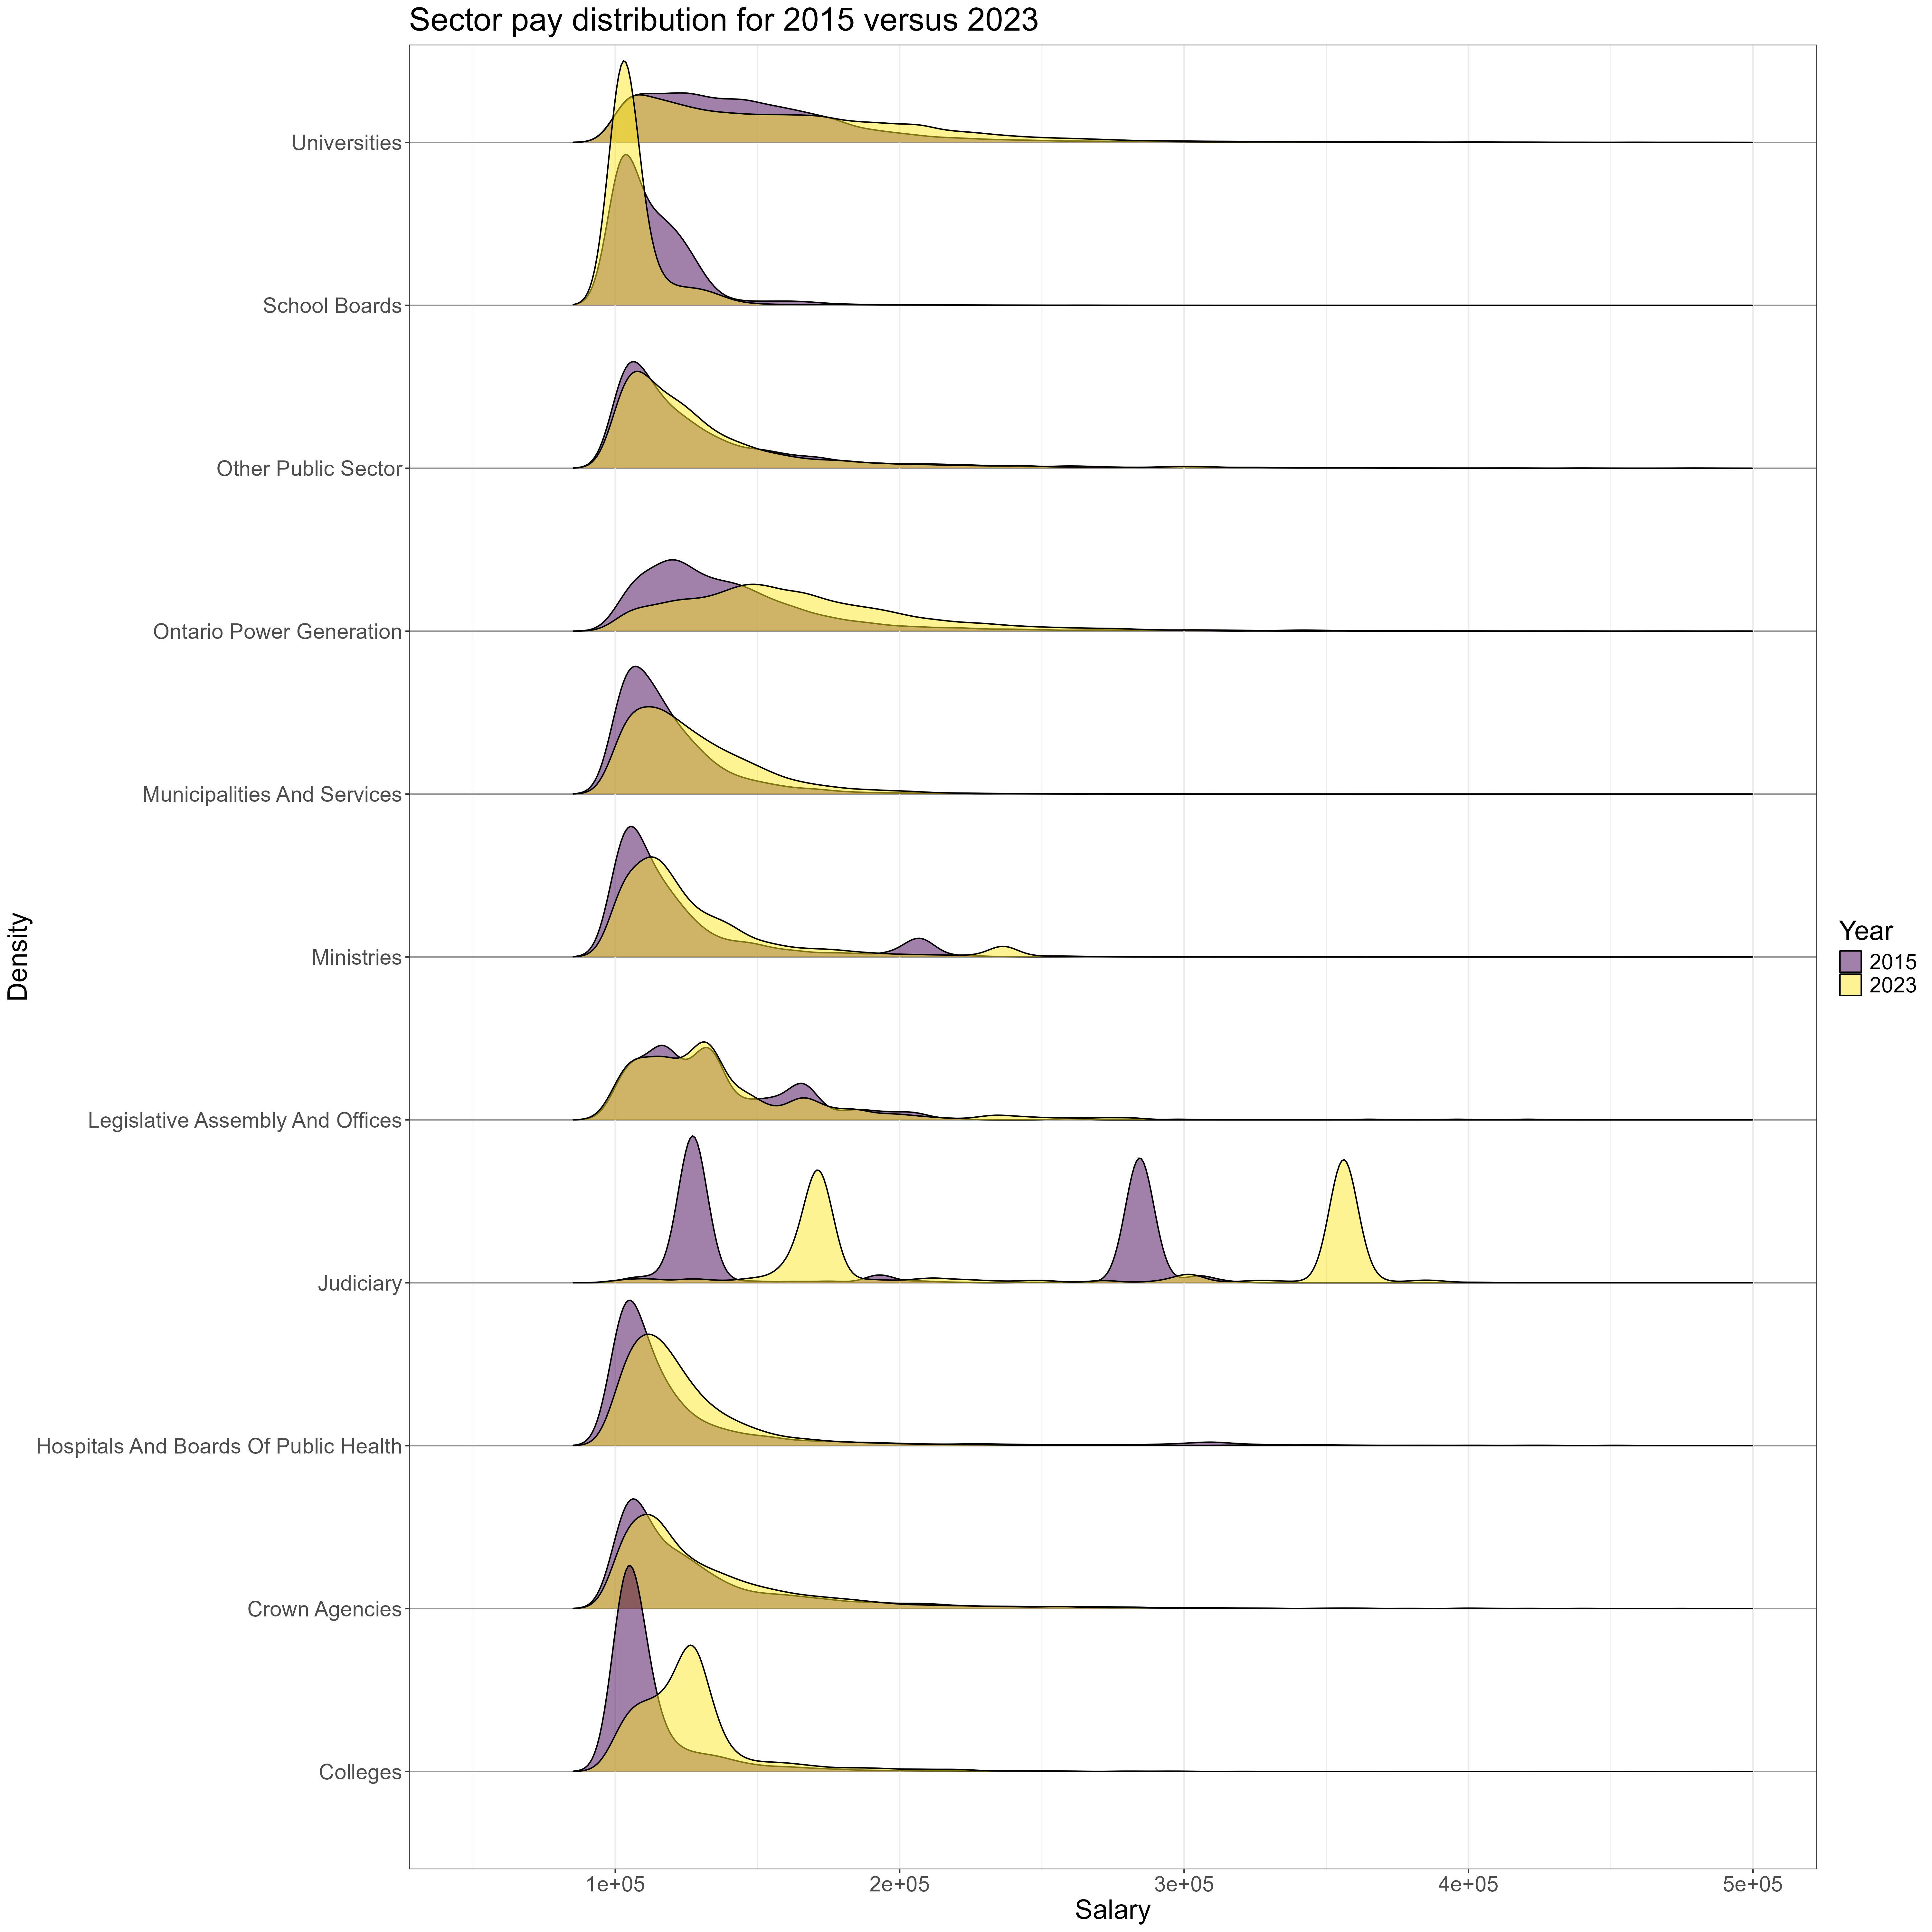 Sector pay distribution for 2015 versus 2023
Universities
School Boards
Other Public Sector
Ontario Power Generation
Municipalities And Services
Ministries
Legislative Assembly And Offices
Judiciary
Hospitals And Boards Of Public Health
Crown Agencies
Colleges
Density
1e+05 2e+05 3e+05 4e+05 5e+05
Salary
Year
2015
2023